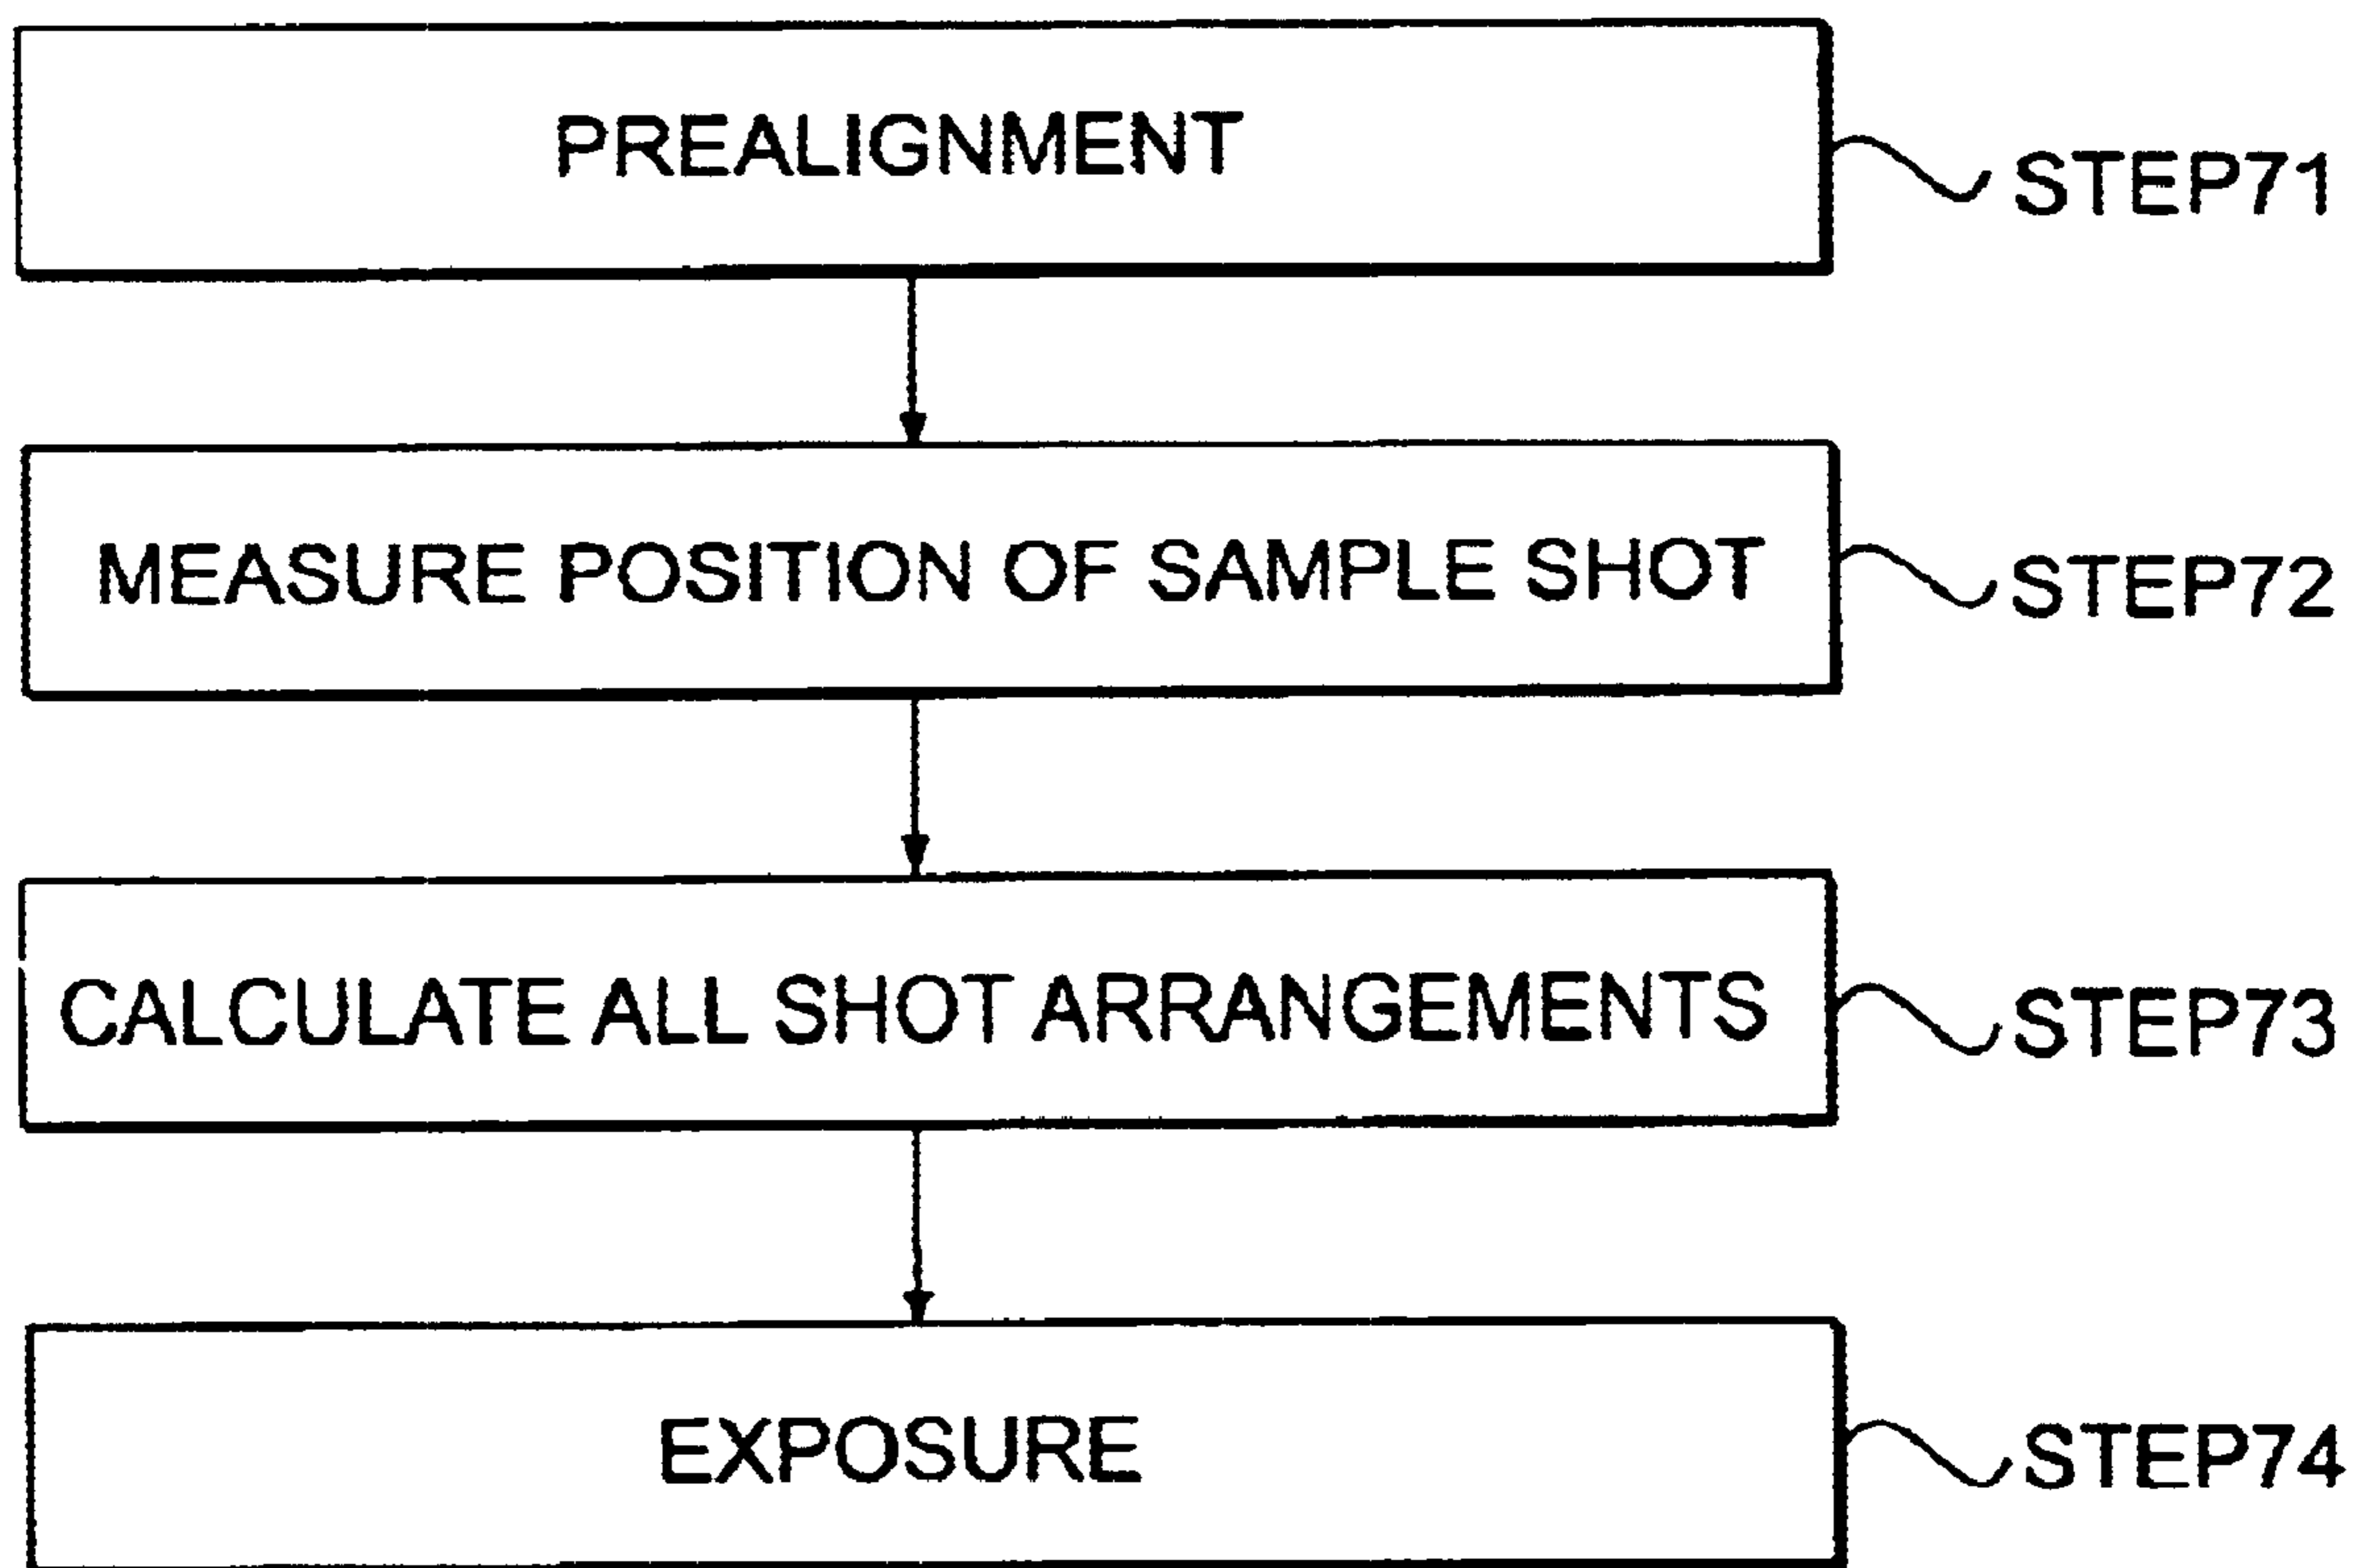 PREALIGNMENT
STEP71
MEASURE POSITION OF SAMPLE SHOT
STEP72
CALCULATE ALL SHOT ARRANGEMENTS
STEP73
EXPOSURE
STEP74